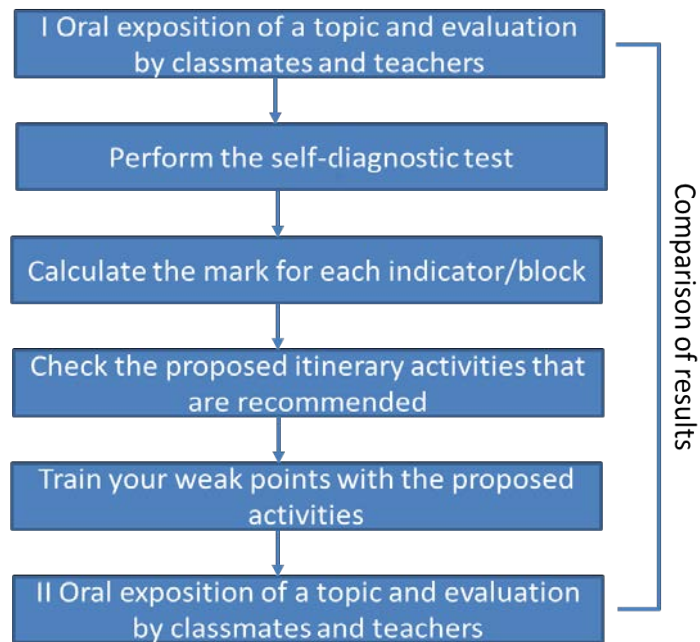 I Oral exposition of a topic and evaluation
by classmates and teachers
Perform the self-diagnostic test
Calculate the mark for each indicator/block
Check the proposed itinerary activities that
are recommended
Train your weak points with the proposed
activities
II Oral exposition of a topic and evaluation
by classmates and teachers
Comparison of results